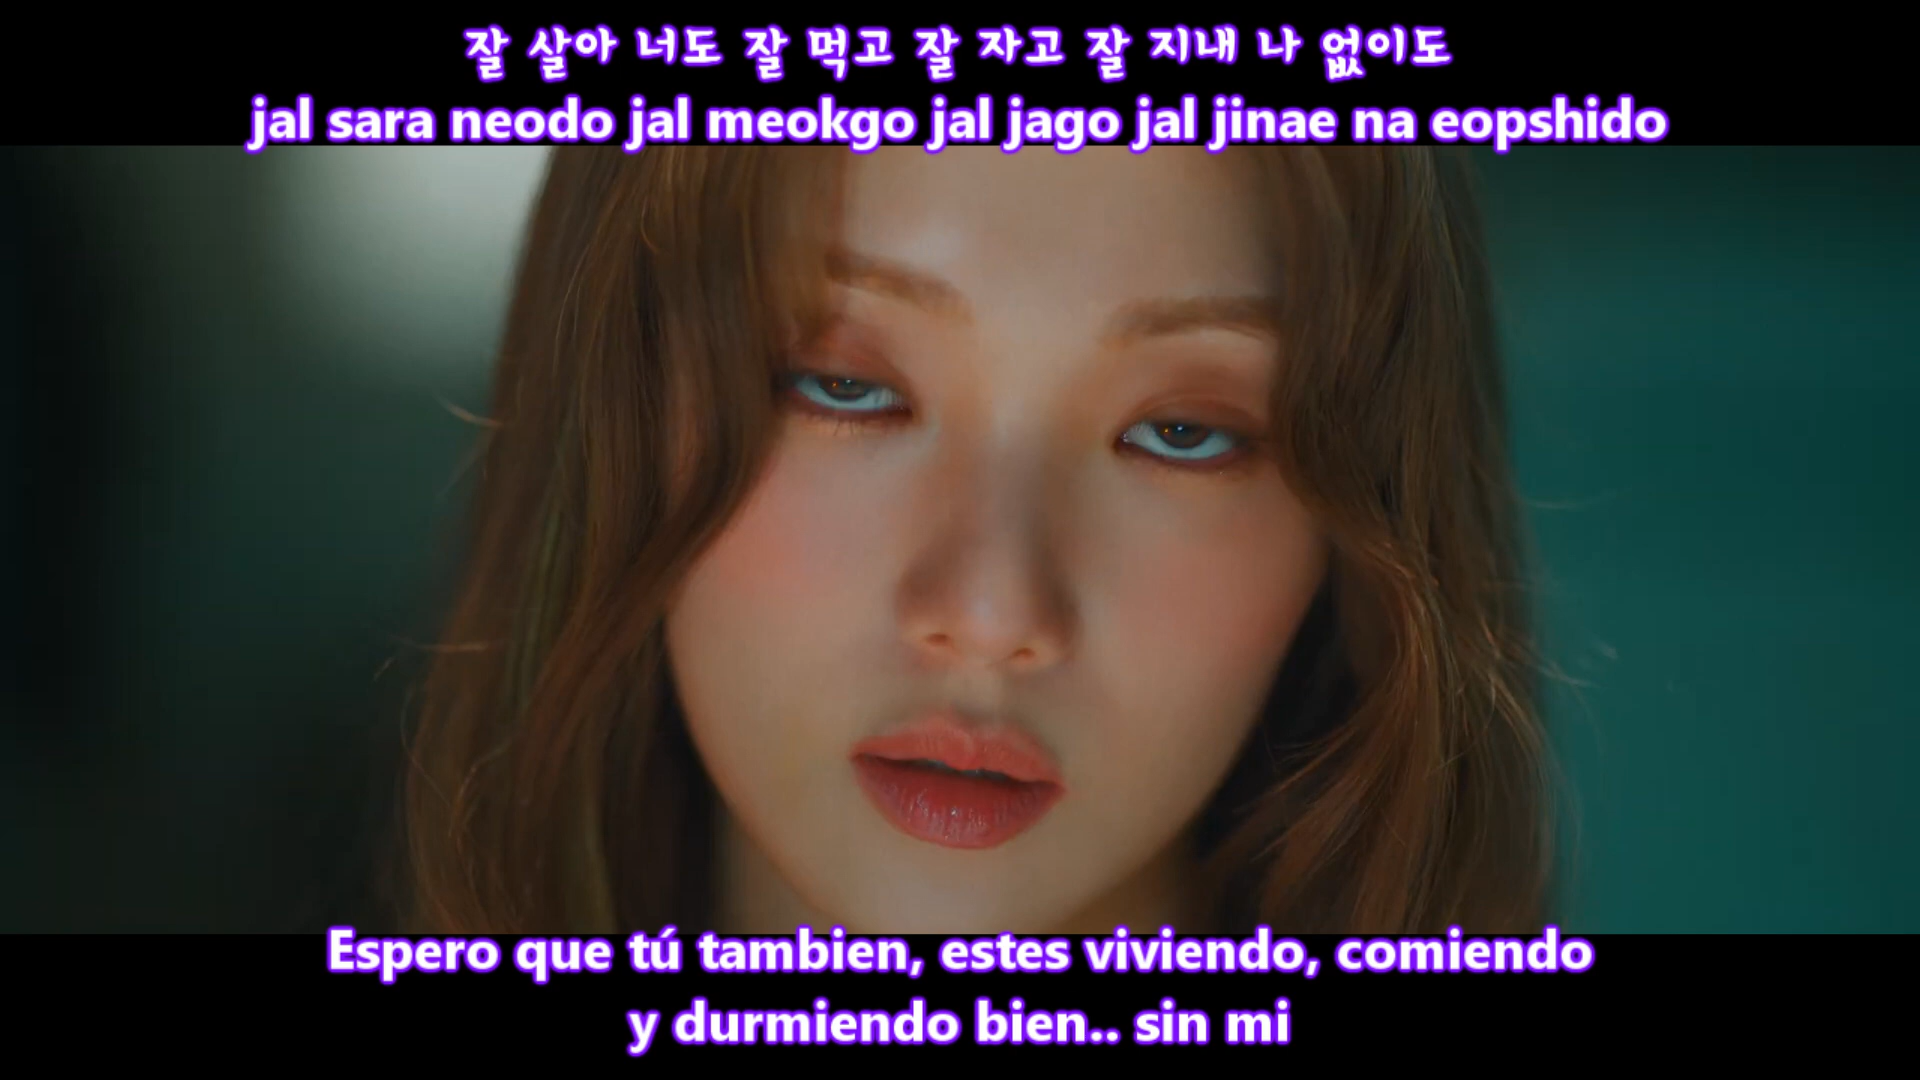 잘 살아 너도 잘 먹고 잘 자고 잘 지내 나 없이도
jal sara neodo jal meokgo jal jago jal jinae na eopshido
Espero que tú tambien, estes viviendo, comiendo
y durmiendo bien.. sin mi